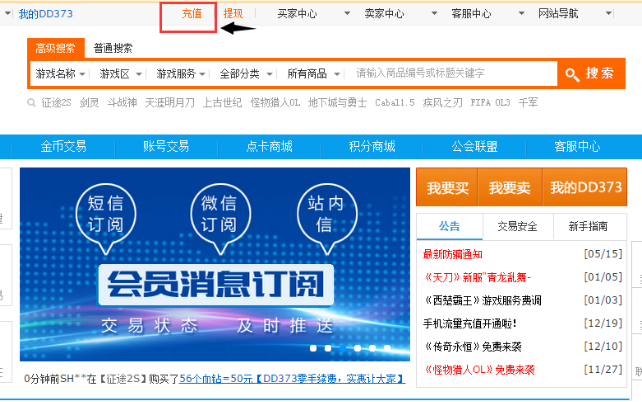 我的DD373 充值 提现 买家中心 卖家中心 客服中心 网站导航
高级搜索 普通搜索
游戏名称 游戏区 游戏服务 全部分类 所有商品 请输入商品编号或标题关键字 搜 索
征途2S 剑灵 斗战神 天涯明月刀 上古世纪 怪物猎人OL 地下城与勇士 Cabal1.5 疾风之刃 FIFA OL3 千军
金币交易 账号交易 点卡商城 积分商城 公会联盟 客服中心
短信
订阅
微信
订阅
站内
信
会员消息订阅
交易状态 及时推送
0分钟前SH**在【征途2S】购买了56个血钻=50元【DD373零手续费，实惠让大家】
我要买 我要卖 我的DD373
公告 交易安全 新手指南
最新防骗通知 [05/15]
《天刀》新服"青龙乱舞- [01/05]
《西楚霸王》游戏服务费调 [01/03]
手机流量充值开通啦！ [12/19]
《传奇永恒》免费来袭 [12/10]
《怪物猎人OL》免费来袭 [11/27]